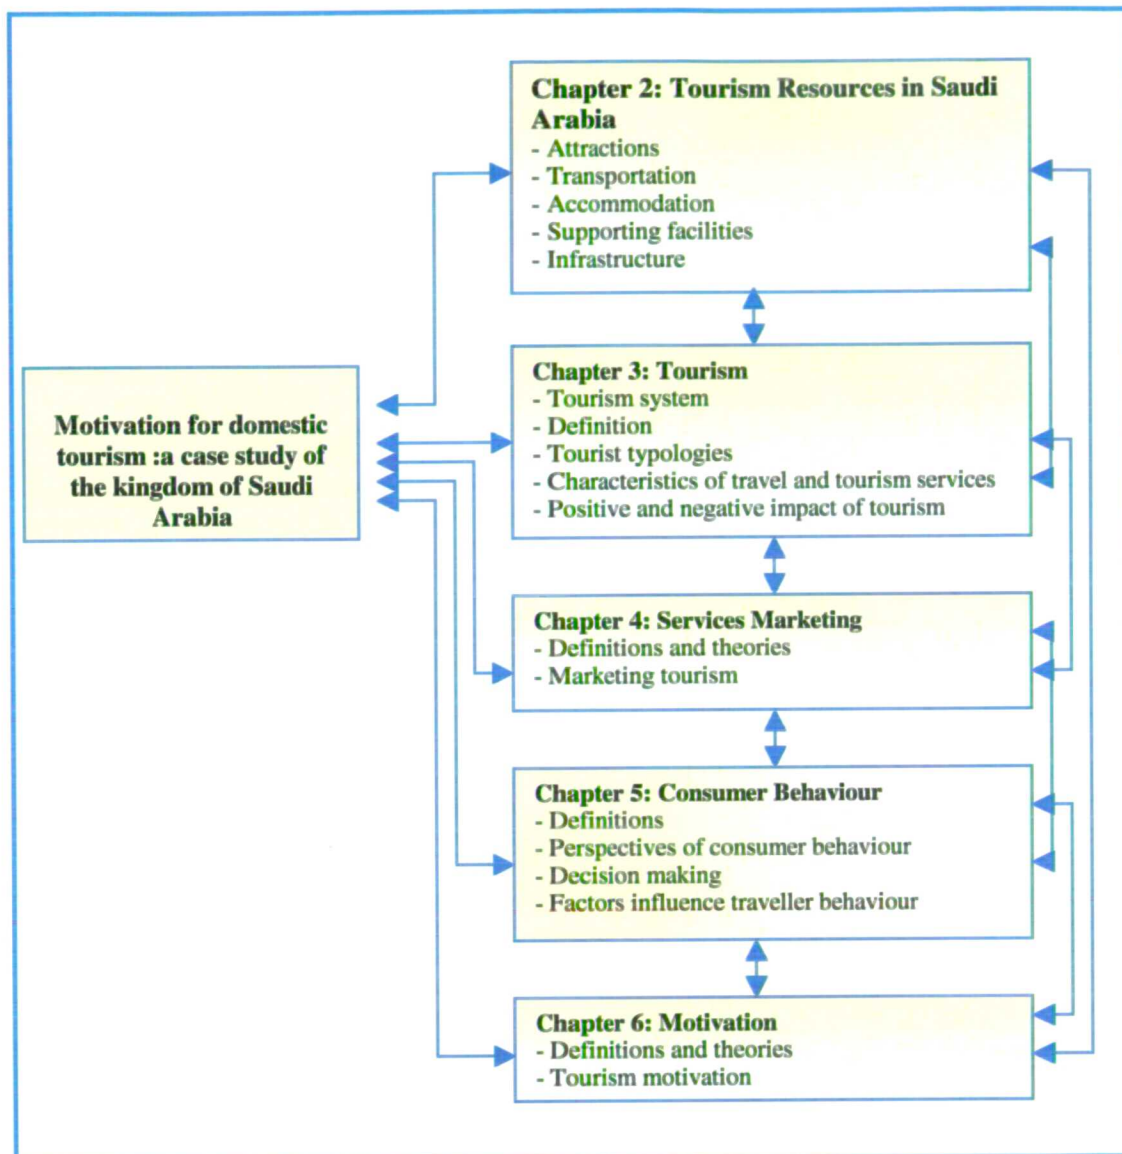 Motivation for domestic
tourism :a case study of
the kingdom of Saudi
Arabia
Chapter 2: Tourism Resources in Saudi
Arabia
- Attractions
- Transportation
- Accommodation
- Supporting facilities
- Infrastructure
Chapter 3: Tourism
- Tourism system
- Definition
- Tourist typologies
- Characteristics of travel and tourism services
- Positive and negative impact of tourism
Chapter 4: Services Marketing
- Definitions and theories
- Marketing tourism
Chapter 5: Consumer Behaviour
- Definitions
- Perspectives of consumer behaviour
- Decision making
- Factors influence traveller behaviour
Chapter 6: Motivation
- Definitions and theories
- Tourism motivation